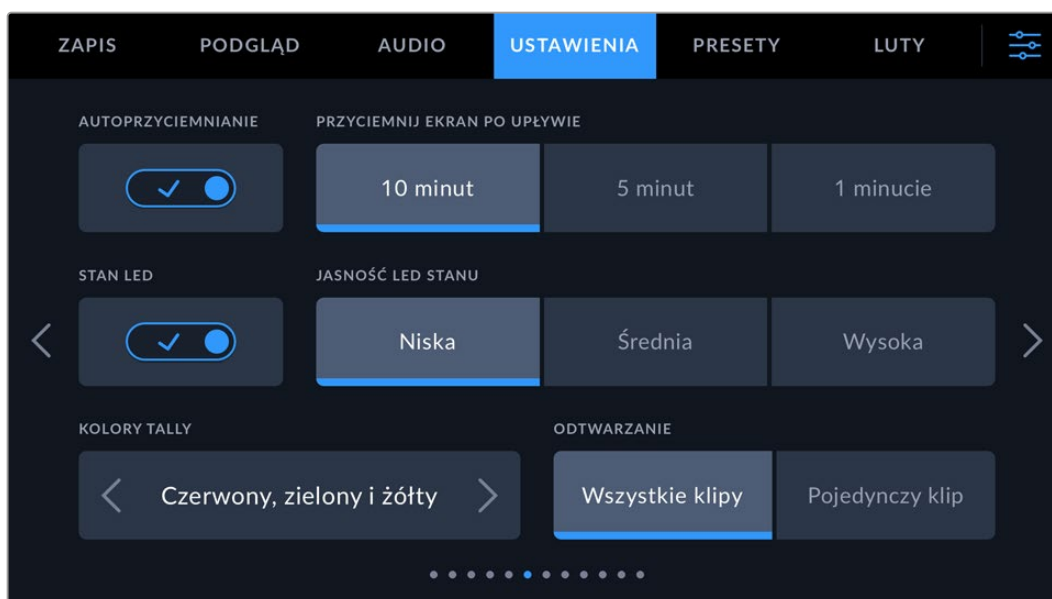 ZAPIS PODGLĄD AUDIO USTAWIENIA PRESETY LUTY
AUTOPRZYCIEMNIANIE PRZYCIEMNIJ EKRAN PO UPŁYWIE
10 minut 5 minut 1 minucie
STAN LED JASNOŚĆ LED STANU
Niska Średnia Wysoka
KOLORY TALLY ODTWARZANIE
Czerwony, zielony i żółty Wszystkie klipy Pojedynczy klip